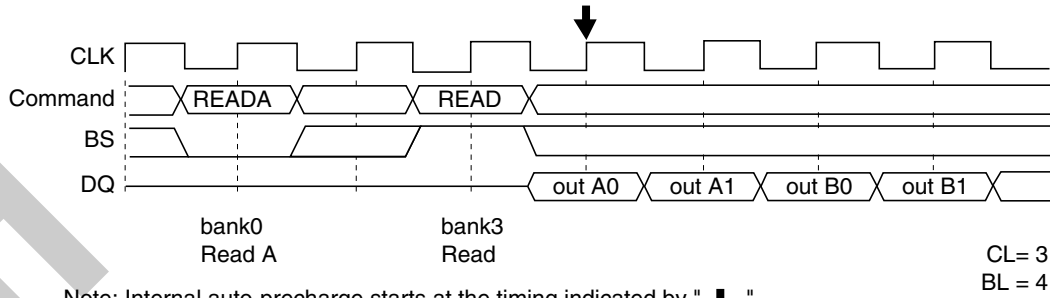 CLK
Command READA READ
BS
DQ out A0 out A1 out B0 out B1
bank0 bank3
Read A Read
CL= 3
BL = 4
Note: Internal auto-precharge starts at the timing indicated by " ".